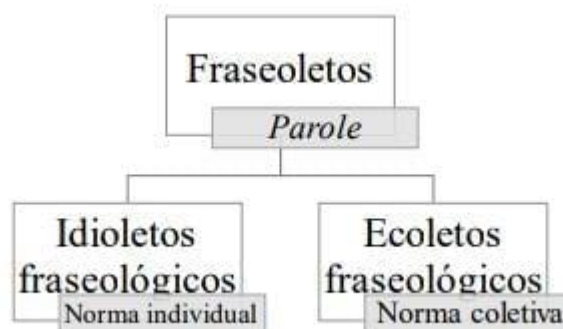 Fraseoletos
Parole
Idioletos
fraseológicos
Norma individual
Ecoletos
fraseológicos
Norma coletiva